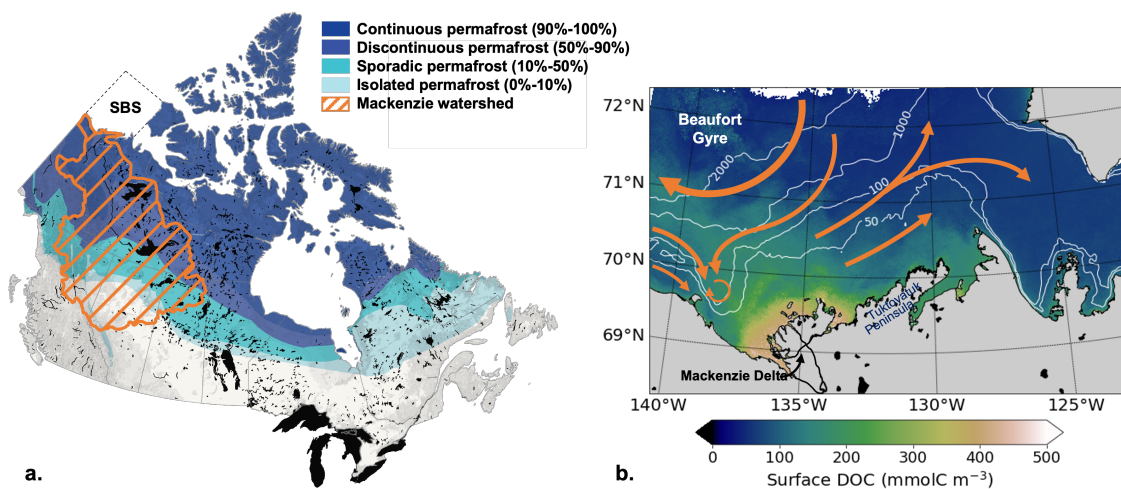 Continuous permafrost (90%-100%)
Discontinuous permafrost (50%-90%)
Sporadic permafrost (10%-50%)
Isolated permafrost (0%-10%)
Mackenzie watershed
SBS
a.
72°N
71°N
70°N
69°N
Beaufort
Gyre
2000
1000
100
50
Tuktoyaktuk
Peninsula
Mackenzie Delta
140°W 135°W 130°W 125°W
0 100 200 300 400 500
Surface DOC (mmolC m⁻³)
b.